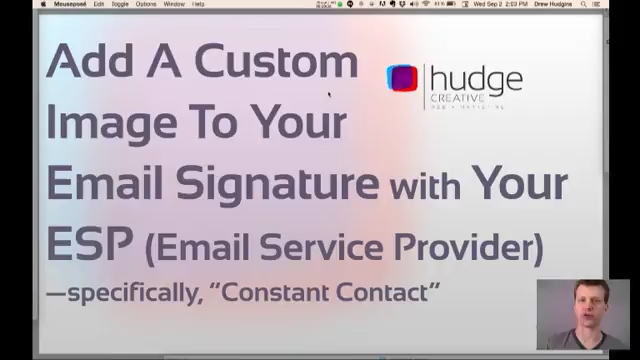 Mouseposé Toggle Options Window Help
Wed Sep 2 2:03 PM Drew Hudgins
Add A Custom
hudge
CREATIVE
Image To Your
Email Signature with Your
ESP (Email Service Provider)
—specifically, “Constant Contact”